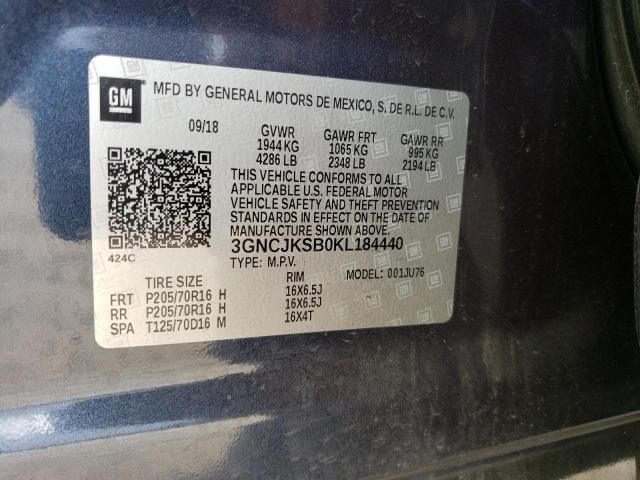 GM
MFD BY GENERAL MOTORS DE MEXICO, S. DE R.L. DE C.V.
09/18 GVWR GAWR FRT GAWR RR
1944 KG 1065 KG 995 KG
4286 LB 2348 LB 2194 LB
THIS VEHICLE CONFORMS TO ALL
APPLICABLE U.S. FEDERAL MOTOR
VEHICLE SAFETY AND THEFT PREVENTION
STANDARDS IN EFFECT ON THE DATE OF
MANUFACTURE SHOWN ABOVE.
424C
3GNCJKSB0KL184440
TYPE: M.P.V. MODEL: 001JU76
TIRE SIZE RIM
FRT P205/70R16 H 16X6.5J
RR P205/70R16 H 16X6.5J
SPA T125/70D16 M 16X4T